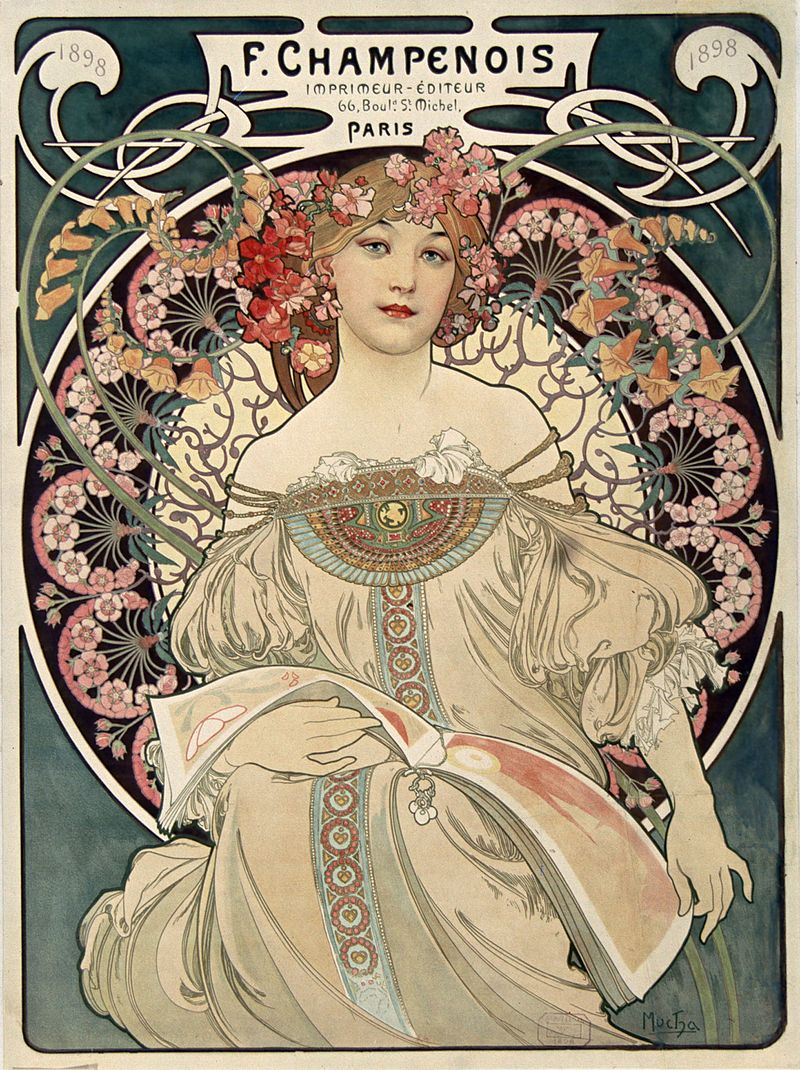 1898
F. CHAMPENOIS
1898
IMPRIMEUR-ÉDITEUR
66, Boulᵈ Sᵗ Michel,
PARIS
Mucha